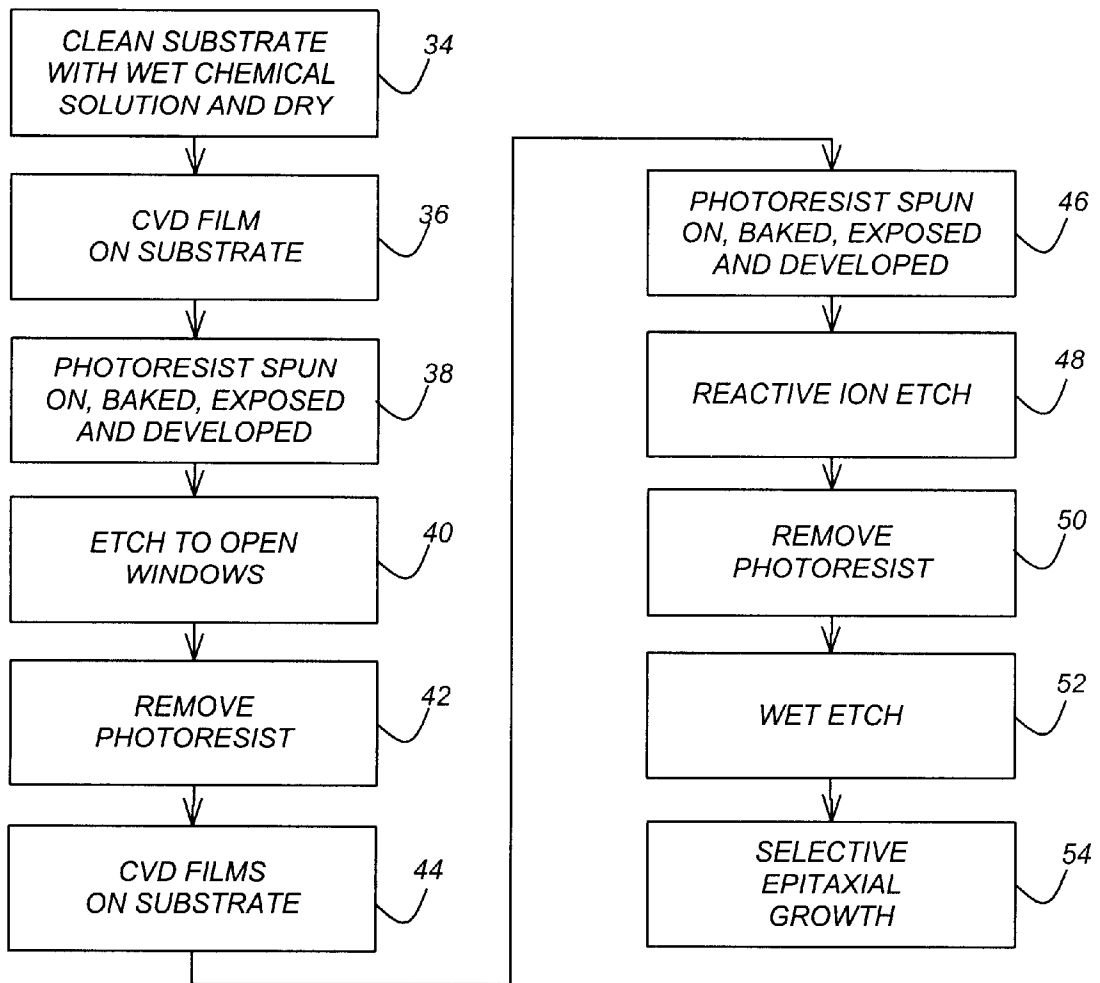 CLEAN SUBSTRATE
WITH WET CHEMICAL
SOLUTION AND DRY
34
CVD FILM
ON SUBSTRATE
36
PHOTORESIST SPUN
ON, BAKED, EXPOSED
AND DEVELOPED
38
ETCH TO OPEN
WINDOWS
40
REMOVE
PHOTORESIST
42
CVD FILMS
ON SUBSTRATE
44
PHOTORESIST SPUN
ON, BAKED, EXPOSED
AND DEVELOPED
46
REACTIVE ION ETCH
48
REMOVE
PHOTORESIST
50
WET ETCH
52
SELECTIVE
EPITAXIAL
GROWTH
54